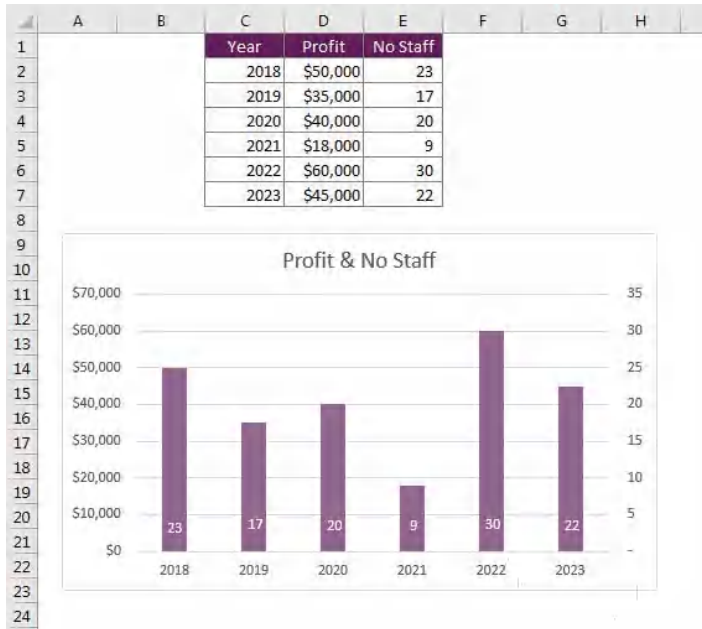 A B C D E F G H
1 Year Profit No Staff
2 2018 $50,000 23
3 2019 $35,000 17
4 2020 $40,000 20
5 2021 $18,000 9
6 2022 $60,000 30
7 2023 $45,000 22
8
9
10 Profit & No Staff
11 $70,000 35
12
13 $60,000 30
14 $50,000 25
15
16 $40,000 20
17 $30,000 15
18
19 $20,000 10
20 $10,000 5
21 23 17 20 9 30 22
$0 -
22 2018 2019 2020 2021 2022 2023
23
24